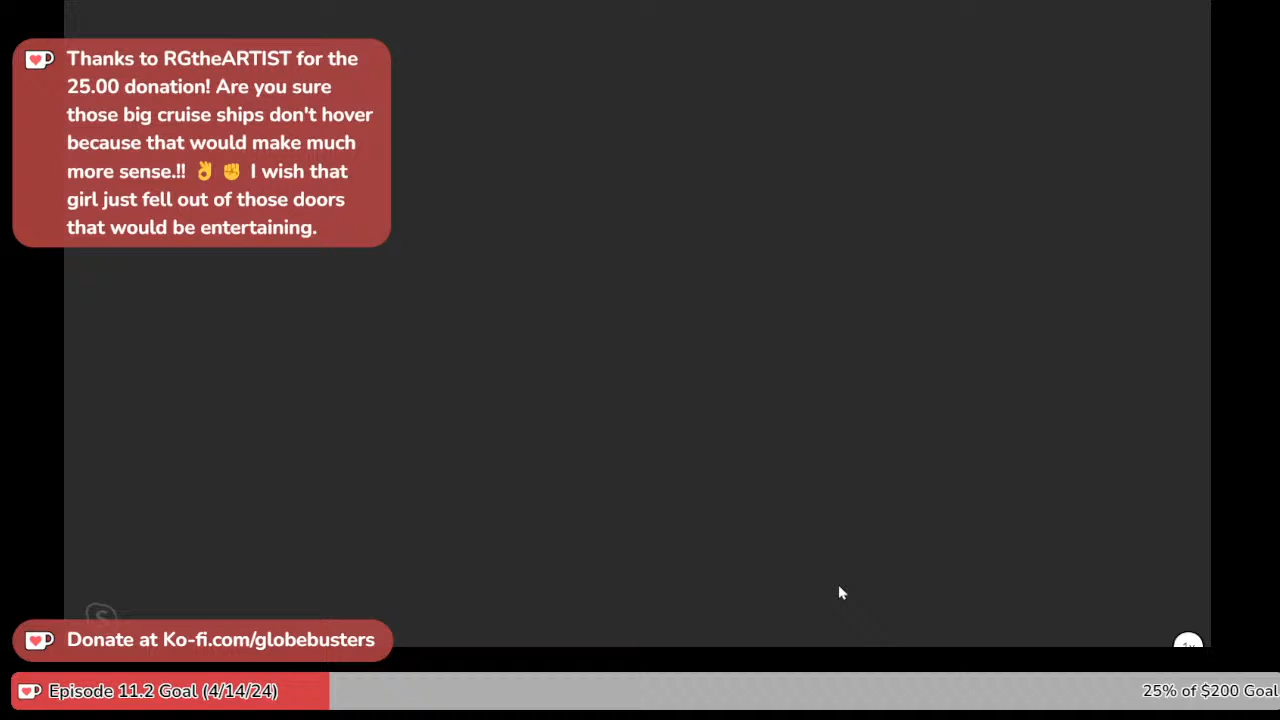 Thanks to RGtheARTIST for the
25.00 donation! Are you sure
those big cruise ships don't hover
because that would make much
more sense.!! 👌 ✊ I wish that
girl just fell out of those doors
that would be entertaining.
Donate at Ko-fi.com/globebusters
Episode 11.2 Goal (4/14/24)
25% of $200 Goal